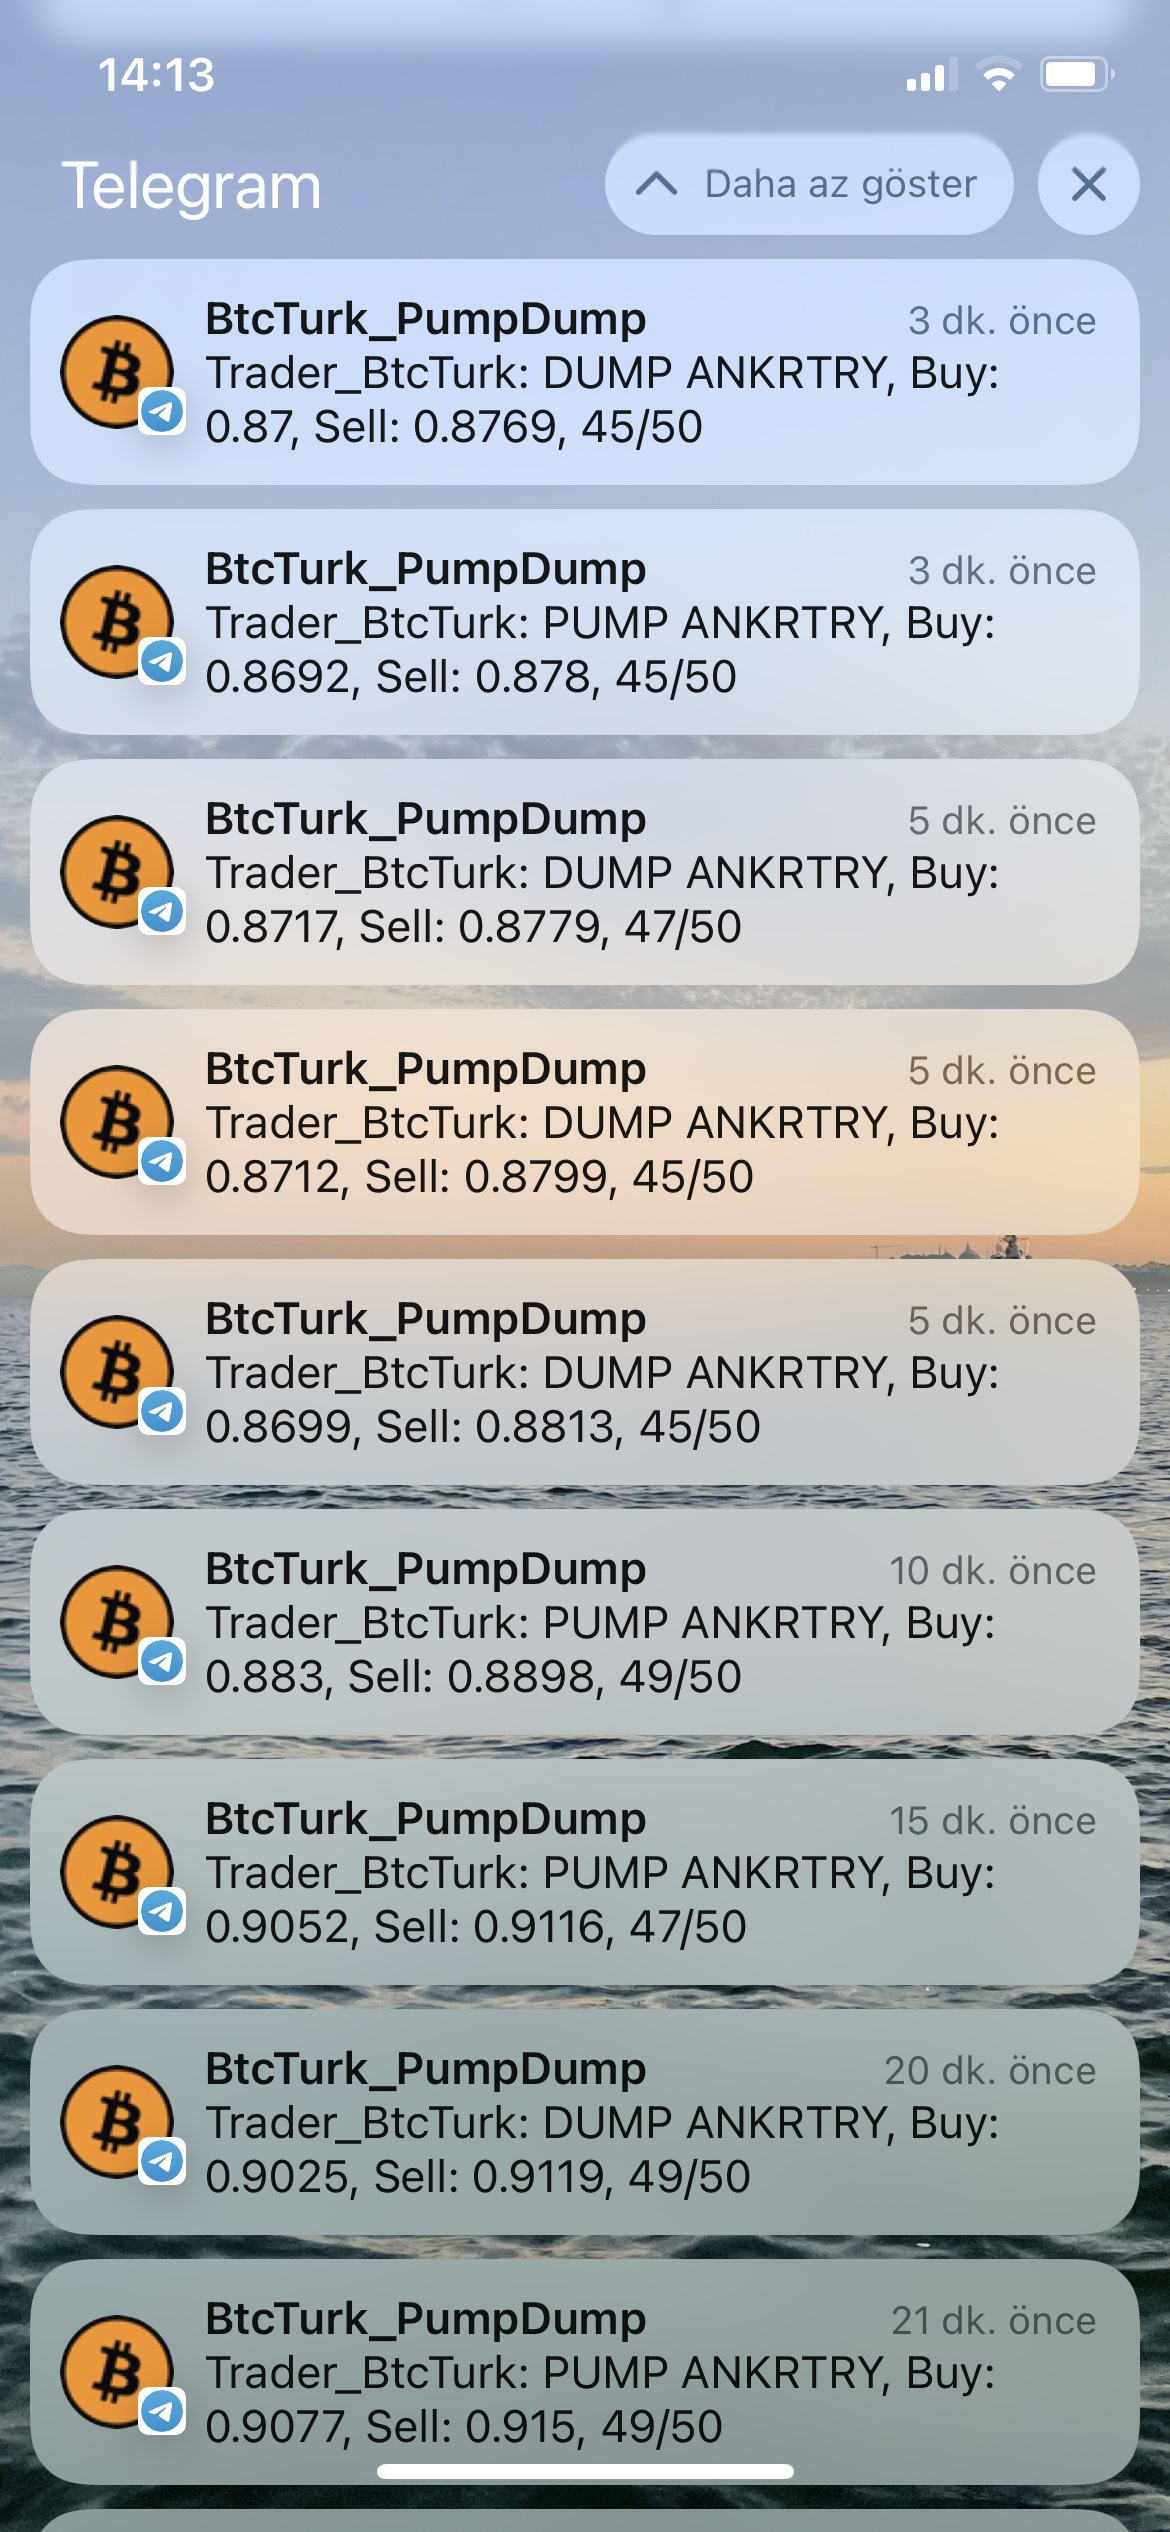 14:13
Telegram
Daha az göster
BtcTurk_PumpDump
3 dk. önce
Trader_BtcTurk: DUMP ANKRTRY, Buy:
0.87, Sell: 0.8769, 45/50
BtcTurk_PumpDump
3 dk. önce
Trader_BtcTurk: PUMP ANKRTRY, Buy:
0.8692, Sell: 0.878, 45/50
BtcTurk_PumpDump
5 dk. önce
Trader_BtcTurk: DUMP ANKRTRY, Buy:
0.8717, Sell: 0.8779, 47/50
BtcTurk_PumpDump
5 dk. önce
Trader_BtcTurk: DUMP ANKRTRY, Buy:
0.8712, Sell: 0.8799, 45/50
BtcTurk_PumpDump
5 dk. önce
Trader_BtcTurk: DUMP ANKRTRY, Buy:
0.8699, Sell: 0.8813, 45/50
BtcTurk_PumpDump
10 dk. önce
Trader_BtcTurk: PUMP ANKRTRY, Buy:
0.883, Sell: 0.8898, 49/50
BtcTurk_PumpDump
15 dk. önce
Trader_BtcTurk: PUMP ANKRTRY, Buy:
0.9052, Sell: 0.9116, 47/50
BtcTurk_PumpDump
20 dk. önce
Trader_BtcTurk: DUMP ANKRTRY, Buy:
0.9025, Sell: 0.9119, 49/50
BtcTurk_PumpDump
21 dk. önce
Trader_BtcTurk: PUMP ANKRTRY, Buy:
0.9077, Sell: 0.915, 49/50